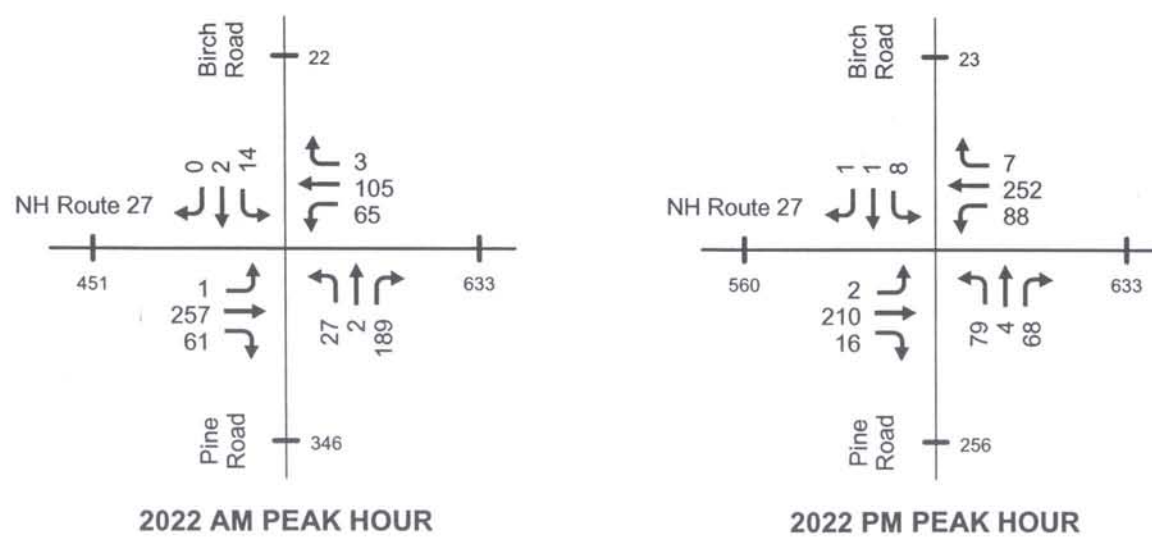 Birch
Road
22
0
2
14
3
105
65
NH Route 27
451
633
1
257
61
27
2
189
Pine
Road
346
2022 AM PEAK HOUR
Birch
Road
23
1
1
8
7
252
88
NH Route 27
560
633
2
210
16
79
4
68
Pine
Road
256
2022 PM PEAK HOUR